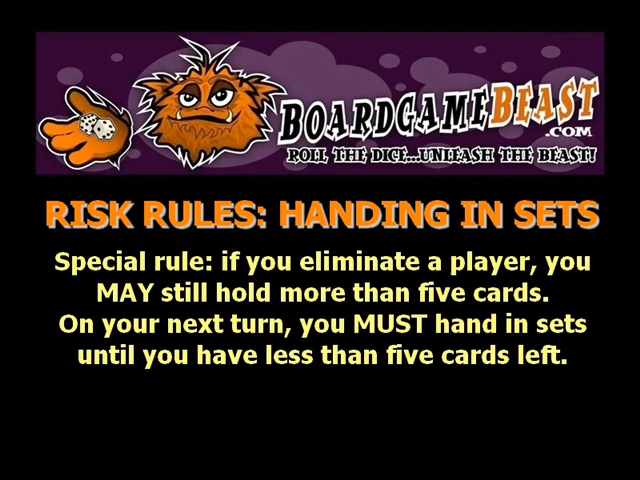 BOARDGAMEBEAST
.COM
ROLL THE DICE...UNLEASH THE BEAST!
RISK RULES: HANDING IN SETS
Special rule: if you eliminate a player, you
MAY still hold more than five cards.
On your next turn, you MUST hand in sets
until you have less than five cards left.